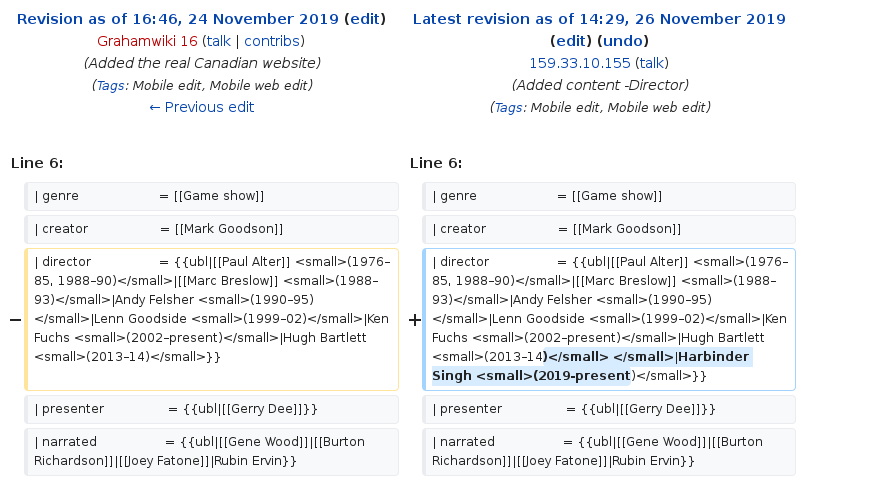 Revision as of 16:46, 24 November 2019 (edit)
Grahamwiki 16 (talk | contribs)
(Added the real Canadian website)
(Tags: Mobile edit, Mobile web edit)
← Previous edit
Latest revision as of 14:29, 26 November 2019
(edit) (undo)
159.33.10.155 (talk)
(Added content -Director)
(Tags: Mobile edit, Mobile web edit)
Line 6:
Line 6:
| genre = [[Game show]]
| genre = [[Game show]]
| creator = [[Mark Goodson]]
| creator = [[Mark Goodson]]
−
| director = {{ubl|[[Paul Alter]] <small>(1976–
85, 1988–90)</small>|[[Marc Breslow]] <small>(1988–
93)</small>|Andy Felsher <small>(1990–95)
</small>|Lenn Goodside <small>(1999–02)</small>|Ken
Fuchs <small>(2002–present)</small>|Hugh Bartlett
<small>(2013–14)</small>}}
+
| director = {{ubl|[[Paul Alter]] <small>(1976–
85, 1988–90)</small>|[[Marc Breslow]] <small>(1988–
93)</small>|Andy Felsher <small>(1990–95)
</small>|Lenn Goodside <small>(1999–02)</small>|Ken
Fuchs <small>(2002–present)</small>|Hugh Bartlett
<small>(2013–14)</small> </small>|Harbinder
Singh <small>(2019-present)</small>}}
| presenter = {{ubl|[[Gerry Dee]]}}
| presenter = {{ubl|[[Gerry Dee]]}}
| narrated = {{ubl|[[Gene Wood]]|[[Burton
Richardson]]|[[Joey Fatone]]|Rubin Ervin}}
| narrated = {{ubl|[[Gene Wood]]|[[Burton
Richardson]]|[[Joey Fatone]]|Rubin Ervin}}